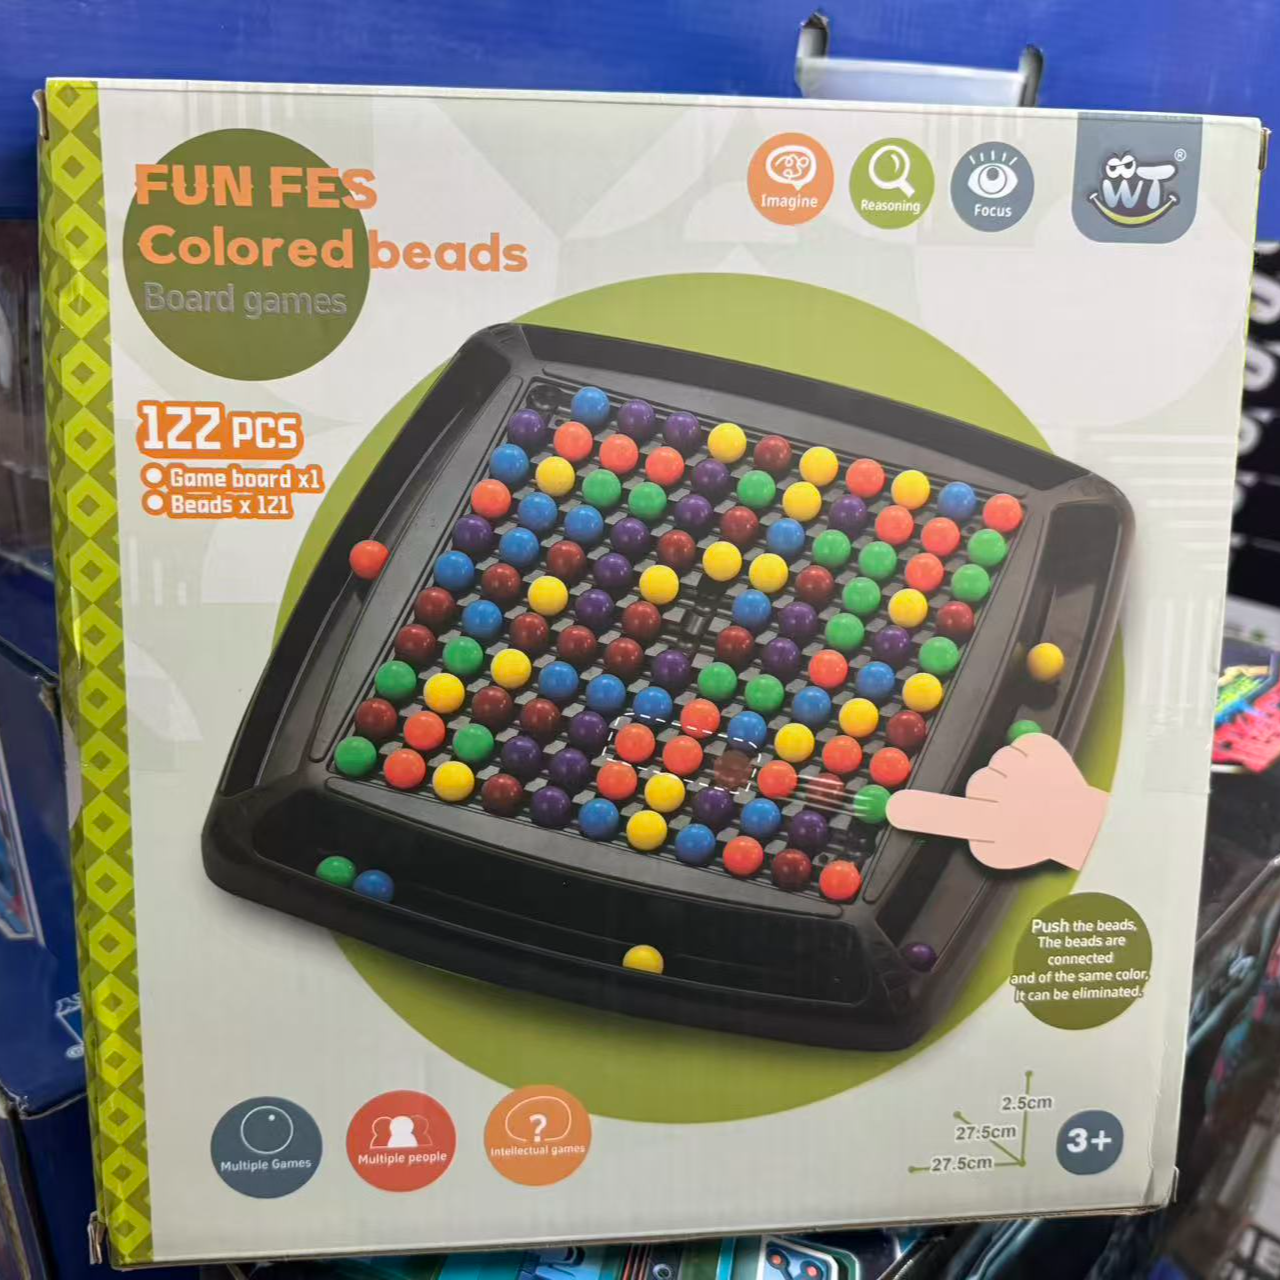 FUN FES
Colored beads
Board games
122 PCS
Game board x1
Beads x 121
Imagine
Reasoning
Focus
WT®
Push the beads,
The beads are
connected
and of the same color,
It can be eliminated.
Multiple Games
Multiple people
?
Intellectual games
2.5cm
27.5cm
27.5cm
3+